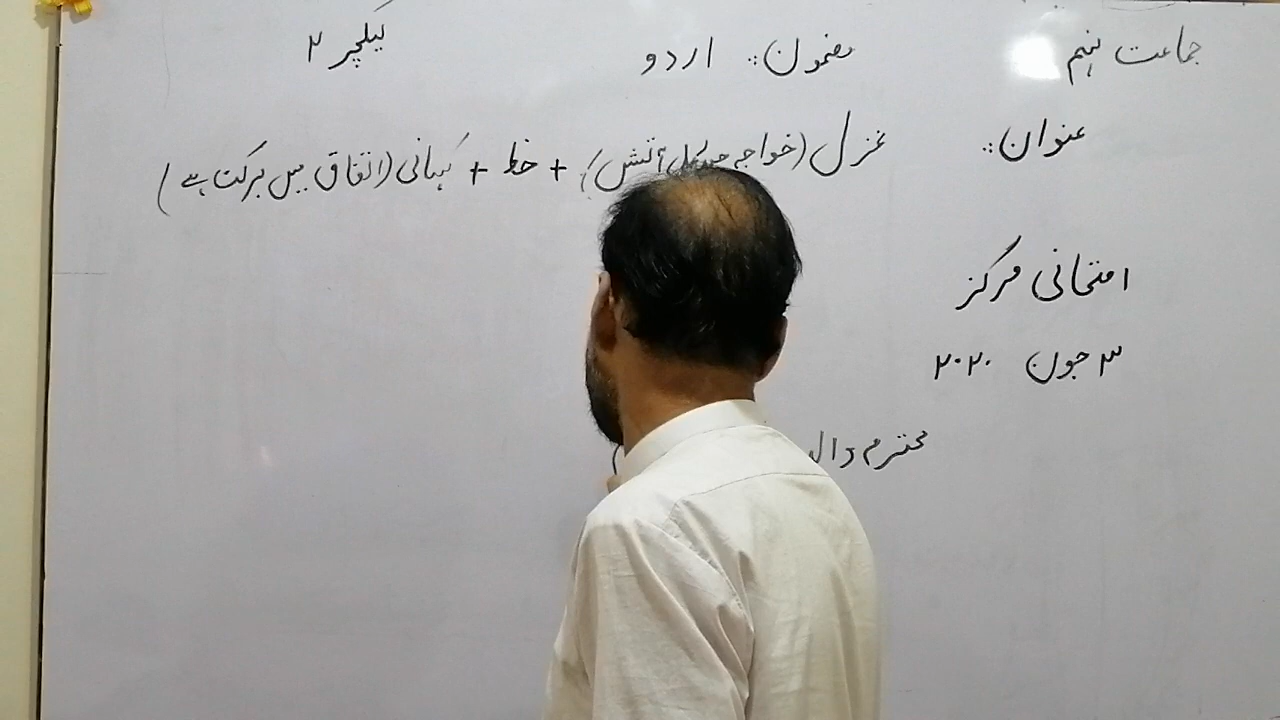 جماعت نہم مضمون:: اردو لیکچر ۲
عنوان:: غزل (خواجہ حیدر علی آتش) + خط + کہانی (اتفاق میں برکت ہے)
امتحانی مرکز
۳ جون ۲۰۲۰
محترم